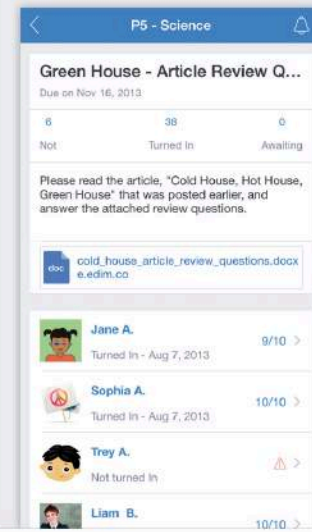 P5 - Science
Green House - Article Review Q...
Due on Nov 16, 2013
6 38 0
Not Turned In Awaiting
Please read the article, "Cold House, Hot House,
Green House" that was posted earlier, and
answer the attached review questions.
doc
cold_house_article_review_questions.docx
e.edim.co
Jane A.
9/10
Turned In - Aug 7, 2013
Sophia A.
10/10
Turned In - Aug 7, 2013
Trey A.
Not turned In
Liam B.
10/10